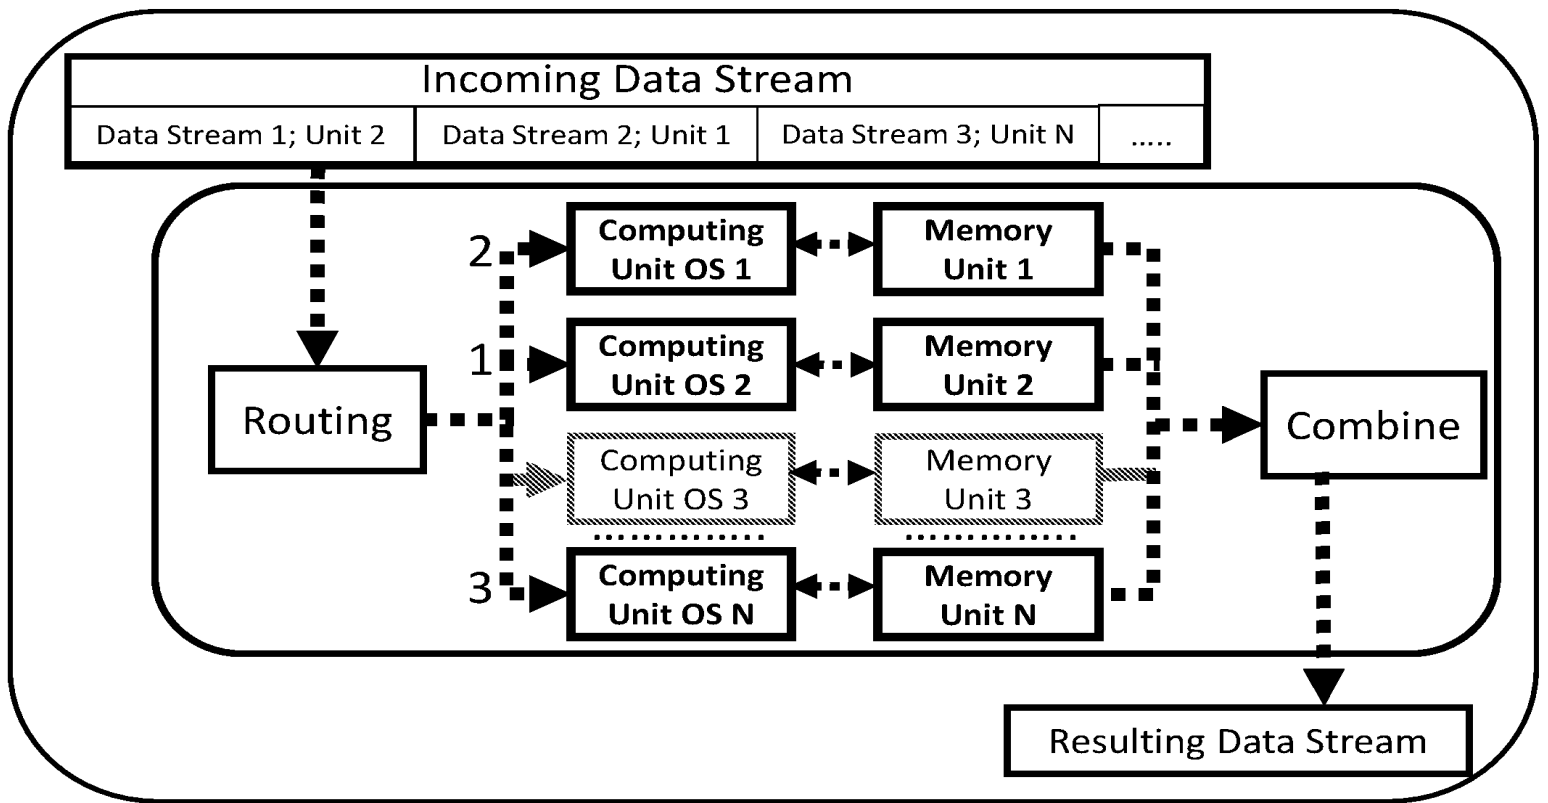 Incoming Data Stream
Data Stream 1; Unit 2
Data Stream 2; Unit 1
Data Stream 3; Unit N
.....
2
Computing
Unit OS 1
Memory
Unit 1
1
Computing
Unit OS 2
Memory
Unit 2
Routing
Combine
Computing
Unit OS 3
Memory
Unit 3
3
Computing
Unit OS N
Memory
Unit N
Resulting Data Stream